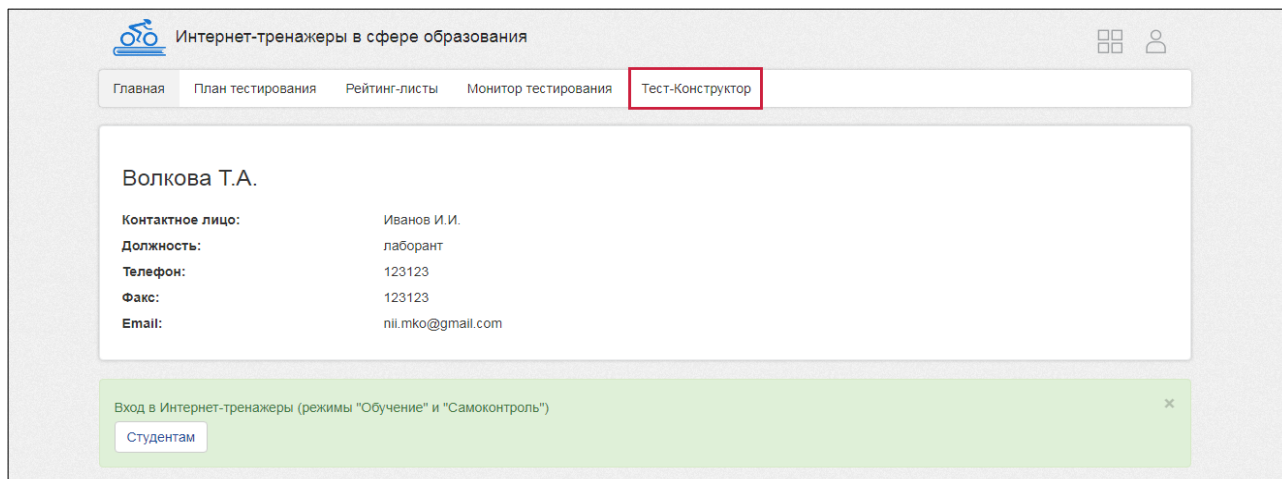 Интернет-тренажеры в сфере образования
Главная План тестирования Рейтинг-листы Монитор тестирования Тест-Конструктор
Волкова Т.А.
Контактное лицо: Иванов И.И.
Должность: лаборант
Телефон: 123123
Факс: 123123
Email: nii.mko@gmail.com
Вход в Интернет-тренажеры (режимы "Обучение" и "Самоконтроль") ×
Студентам